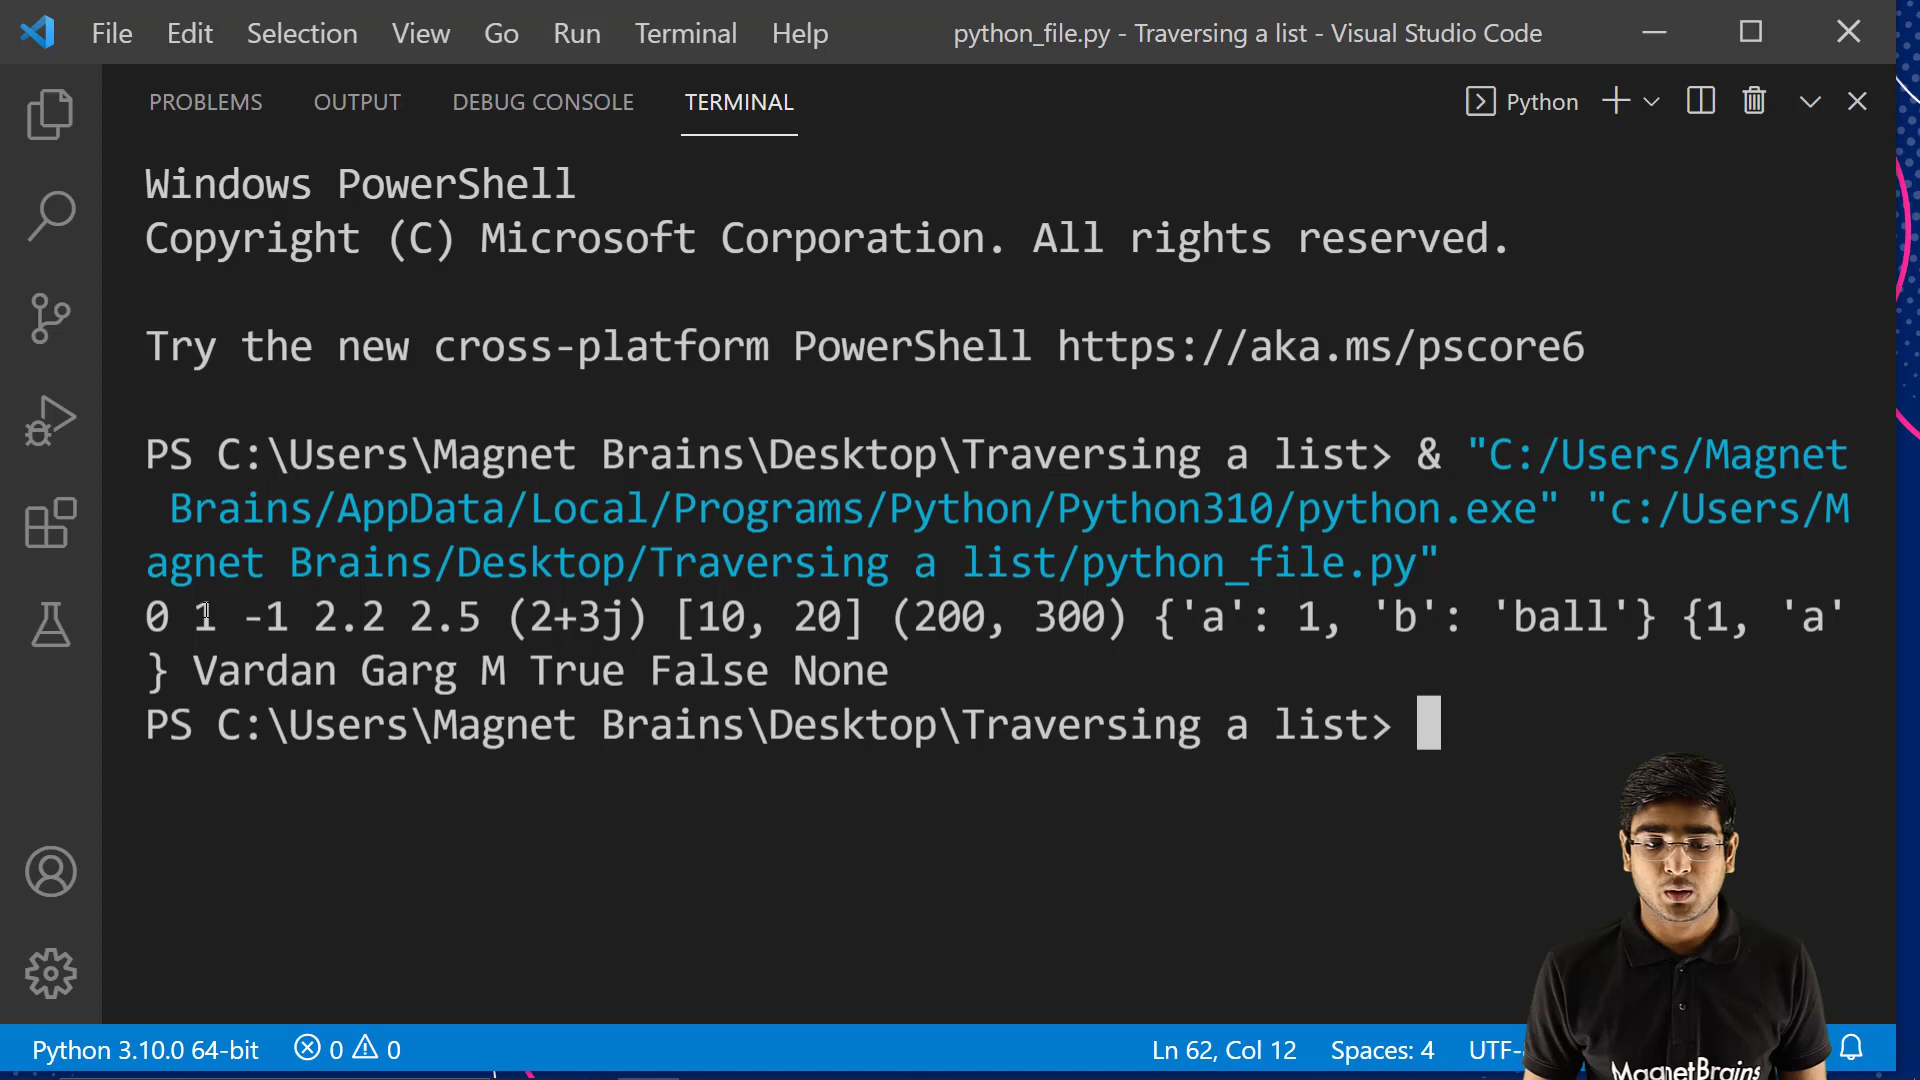 File Edit Selection View Go Run Terminal Help python_file.py - Traversing a list - Visual Studio Code
PROBLEMS OUTPUT DEBUG CONSOLE TERMINAL Python
Windows PowerShell
Copyright (C) Microsoft Corporation. All rights reserved.
Try the new cross-platform PowerShell https://aka.ms/pscore6
PS C:\Users\Magnet Brains\Desktop\Traversing a list> & "C:/Users/Magnet
Brains/AppData/Local/Programs/Python/Python310/python.exe" "c:/Users/M
agnet Brains/Desktop/Traversing a list/python_file.py"
0 1 -1 2.2 2.5 (2+3j) [10, 20] (200, 300) {'a': 1, 'b': 'ball'} {1, 'a'
} Vardan Garg M True False None
PS C:\Users\Magnet Brains\Desktop\Traversing a list>
Python 3.10.0 64-bit 0 0 Ln 62, Col 12 Spaces: 4 UTF-
MagnetBrains